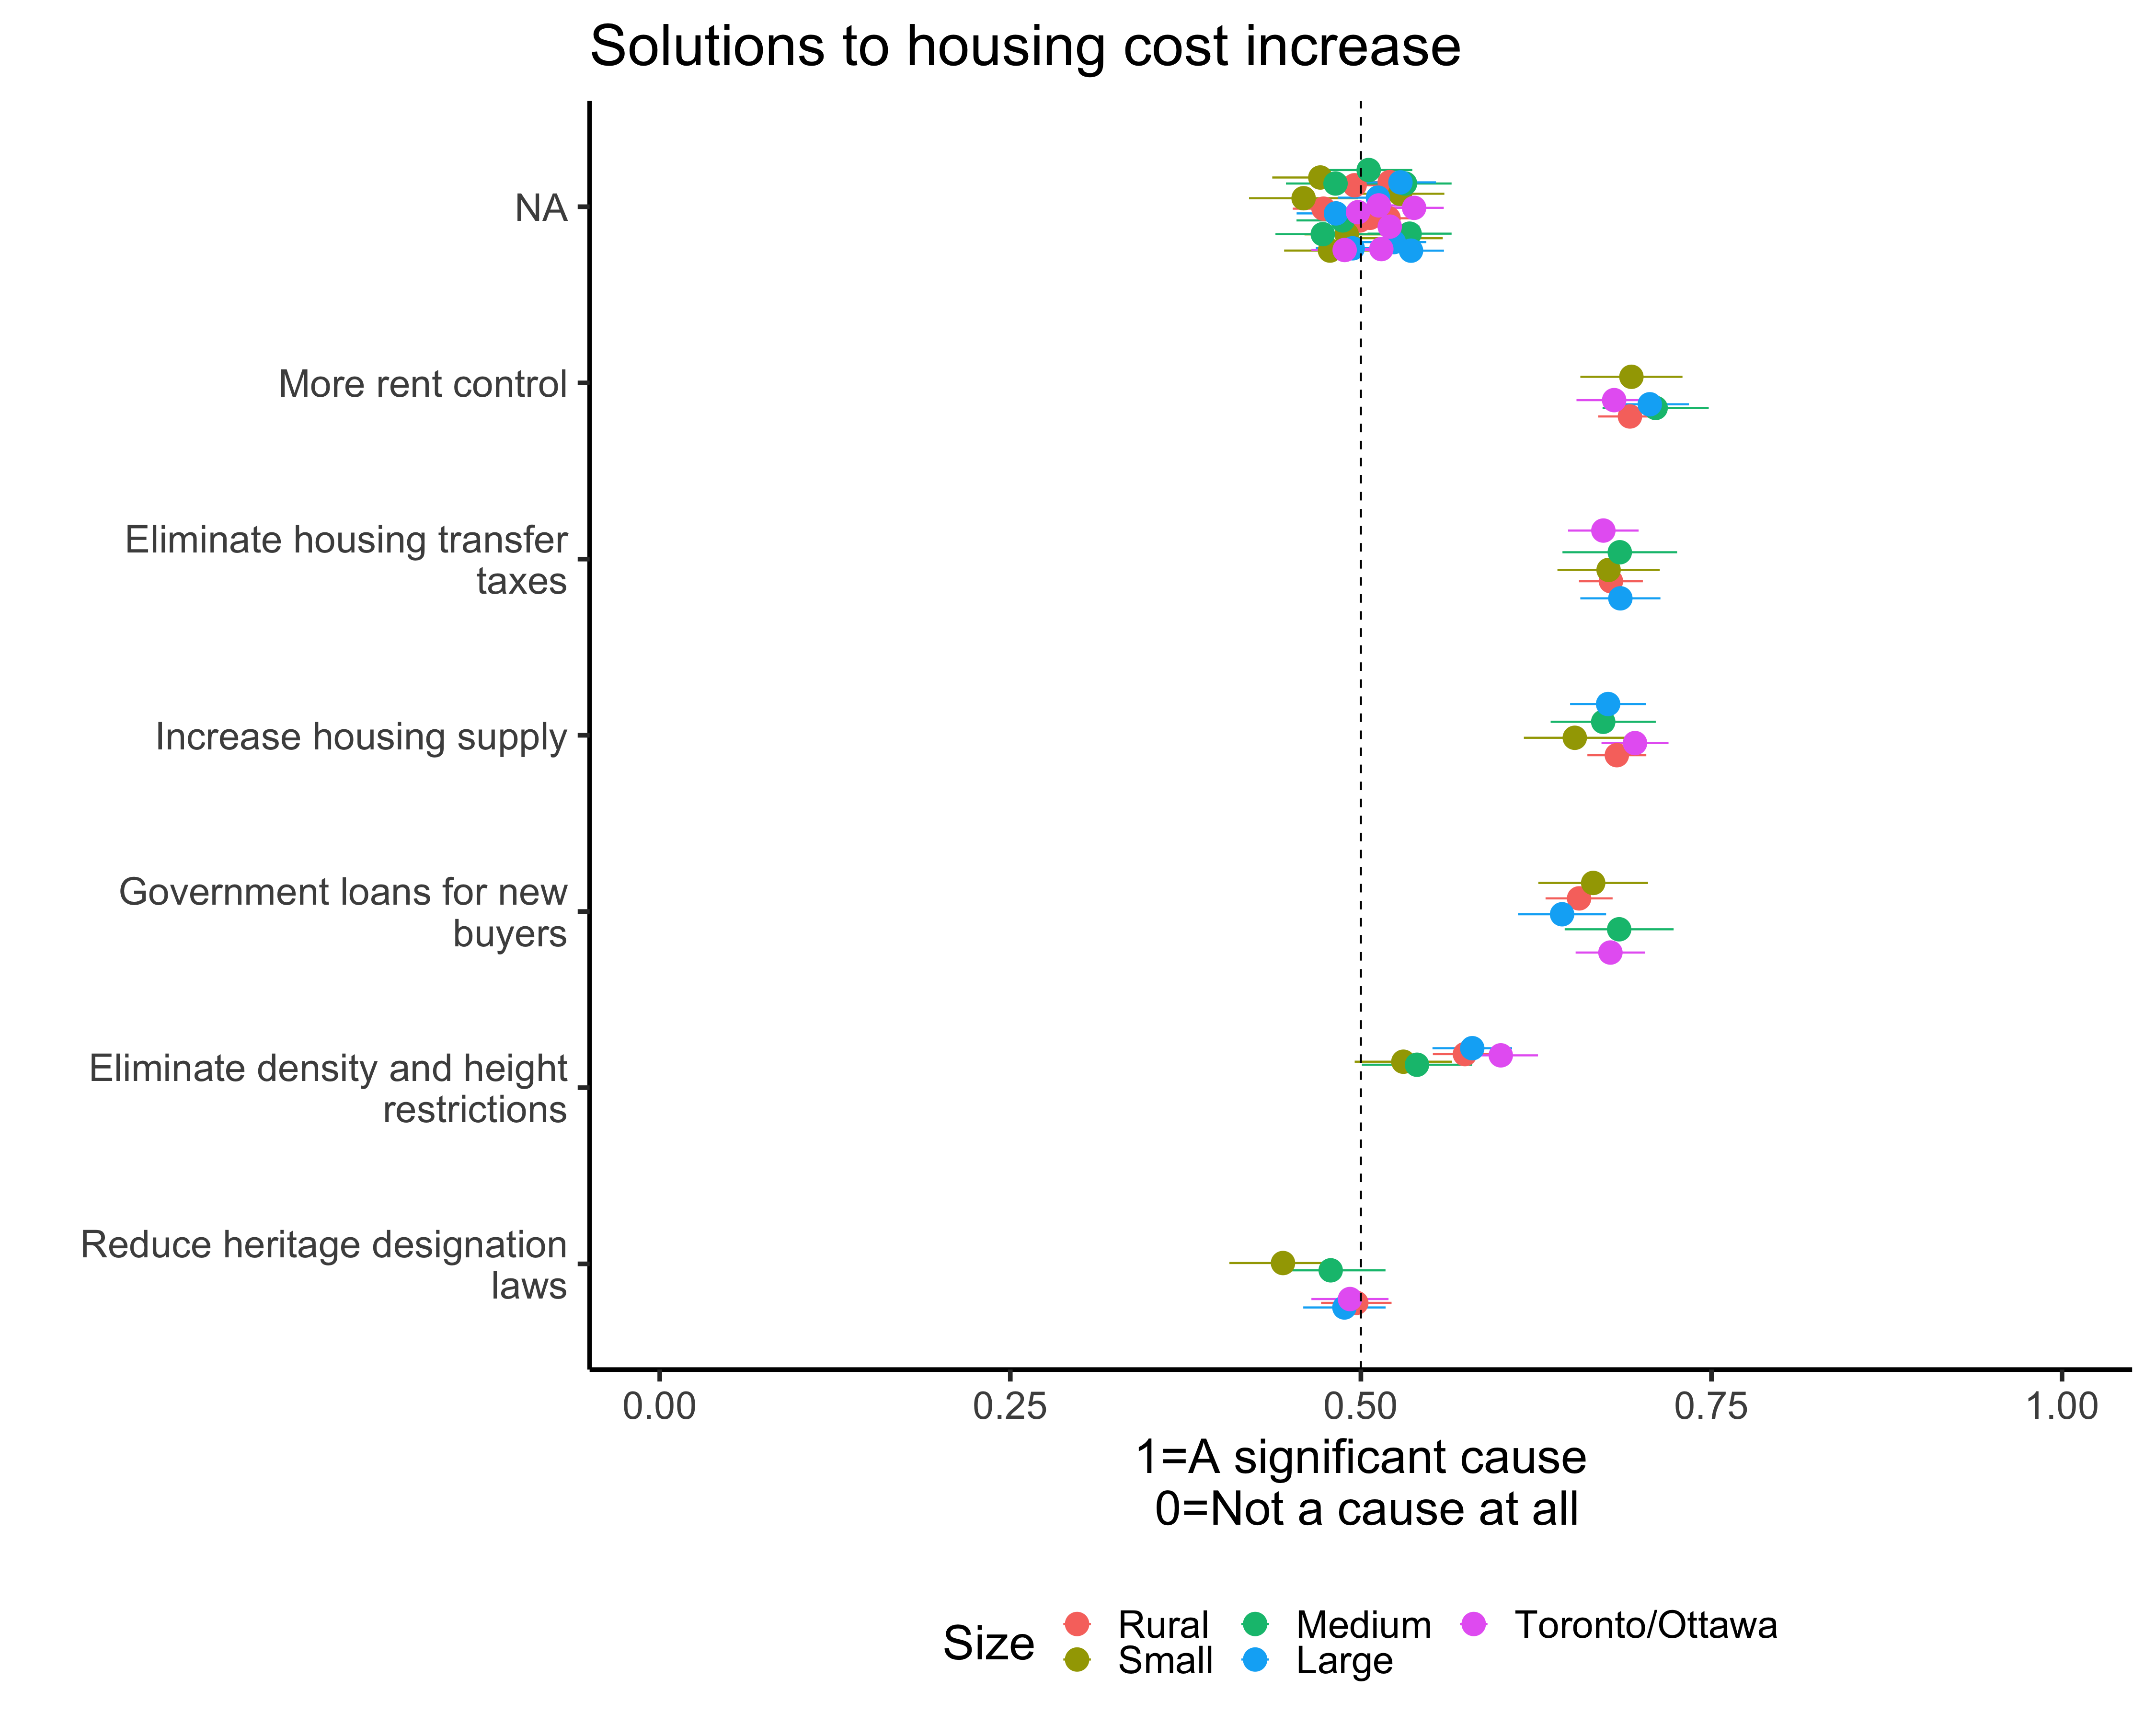 Solutions to housing cost increase
NA
More rent control
Eliminate housing transfer
taxes
Increase housing supply
Government loans for new
buyers
Eliminate density and height
restrictions
Reduce heritage designation
laws
0.00 0.25 0.50 0.75 1.00
1=A significant cause
0=Not a cause at all
Size
Rural Medium Toronto/Ottawa
Small Large